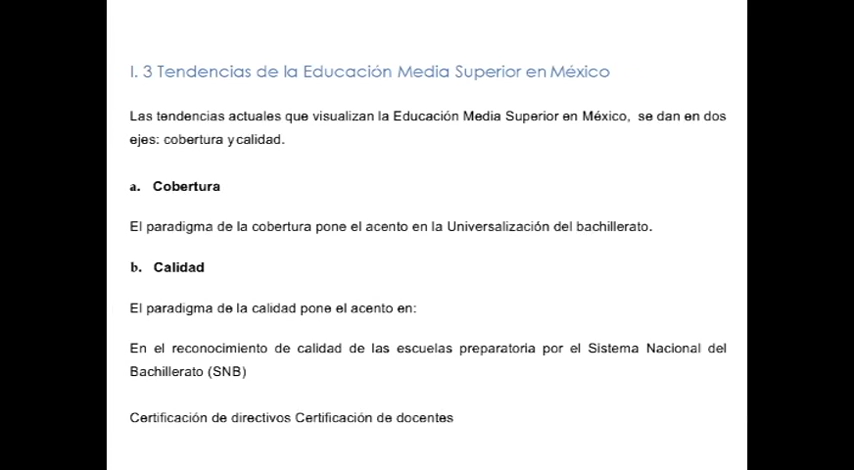 I. 3 Tendencias de la Educación Media Superior en México
Las tendencias actuales que visualizan la Educación Media Superior en México, se dan en dos
ejes: cobertura y calidad.
a. Cobertura
El paradigma de la cobertura pone el acento en la Universalización del bachillerato.
b. Calidad
El paradigma de la calidad pone el acento en:
En el reconocimiento de calidad de las escuelas preparatoria por el Sistema Nacional del
Bachillerato (SNB)
Certificación de directivos Certificación de docentes